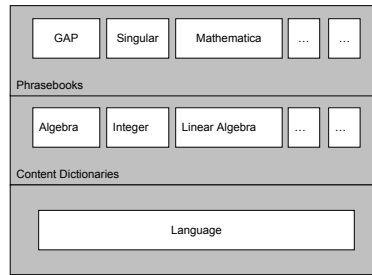 GAP Singular Mathematica ... ...
Phrasebooks
Algebra Integer Linear Algebra ... ...
Content Dictionaries
Language